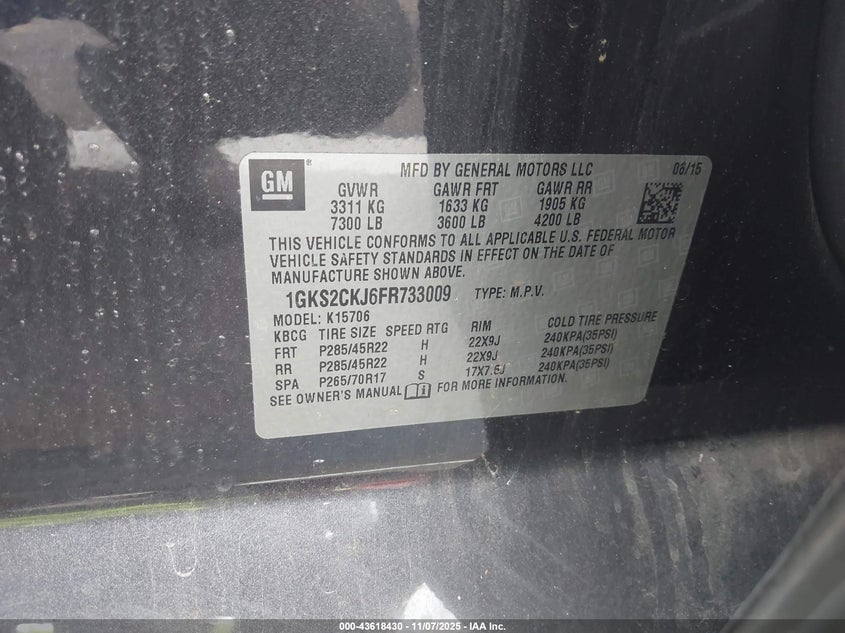 GM ®
MFD BY GENERAL MOTORS LLC 06/15
GVWR GAWR FRT GAWR RR
3311 KG 1633 KG 1905 KG
7300 LB 3600 LB 4200 LB
THIS VEHICLE CONFORMS TO ALL APPLICABLE U.S. FEDERAL MOTOR
VEHICLE SAFETY STANDARDS IN EFFECT ON THE DATE OF
MANUFACTURE SHOWN ABOVE.
1GKS2CKJ6FR733009 TYPE: M.P.V.
MODEL: K15706
KBCG TIRE SIZE SPEED RTG RIM COLD TIRE PRESSURE
FRT P285/45R22 H 22X9J 240KPA(35PSI)
RR P285/45R22 H 22X9J 240KPA(35PSI)
SPA P265/70R17 S 17X7.5J 240KPA(35PSI)
SEE OWNER'S MANUAL FOR MORE INFORMATION.
000-43618430 - 11/07/2025 - IAA Inc.